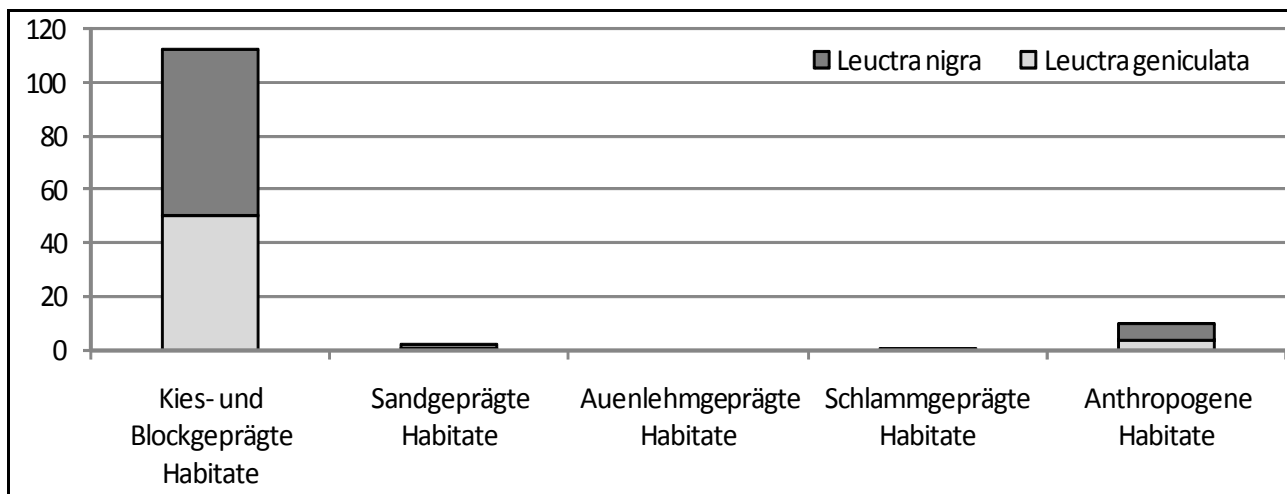 120
100
80
60
40
20
0
Leuctra nigra Leuctra geniculata
Kies- und
Blockgeprägte
Habitate
Sandgeprägte
Habitate
Auenlehmgeprägte
Habitate
Schlammgeprägte
Habitate
Anthropogene
Habitate